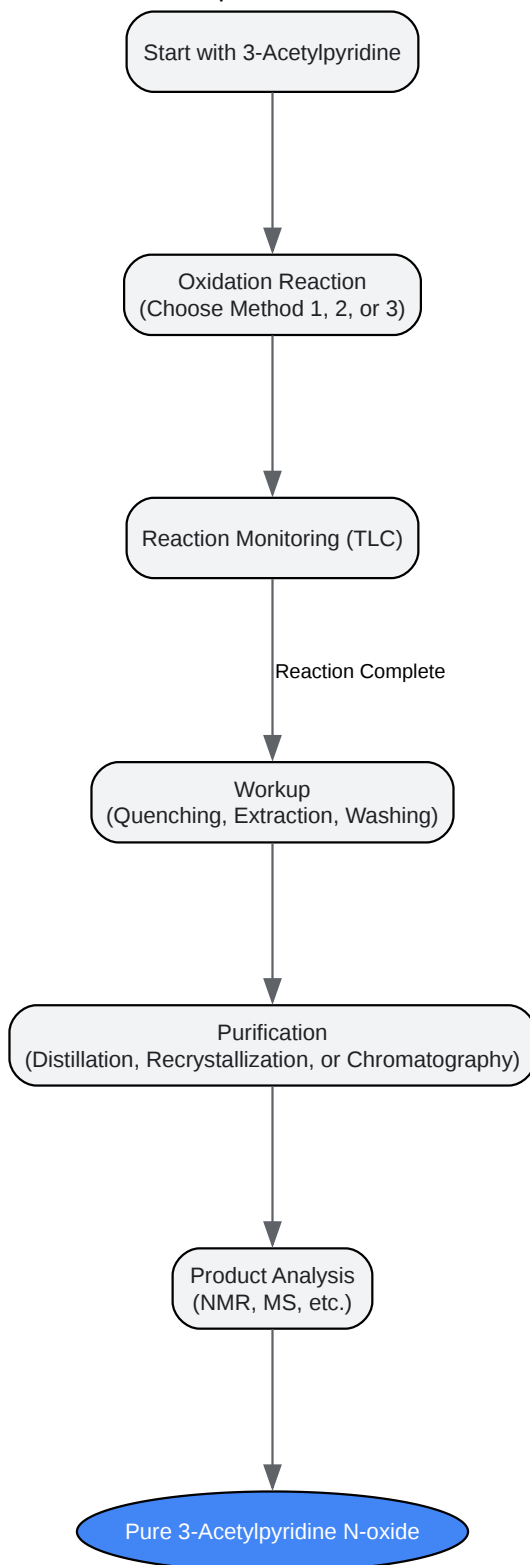 Start with 3-Acetylpyridine
Oxidation Reaction
(Choose Method 1, 2, or 3)
Reaction Monitoring (TLC)
Reaction Complete
Workup
(Quenching, Extraction, Washing)
Purification
(Distillation, Recrystallization, or Chromatography)
Product Analysis
(NMR, MS, etc.)
Pure 3-Acetylpyridine N-oxide